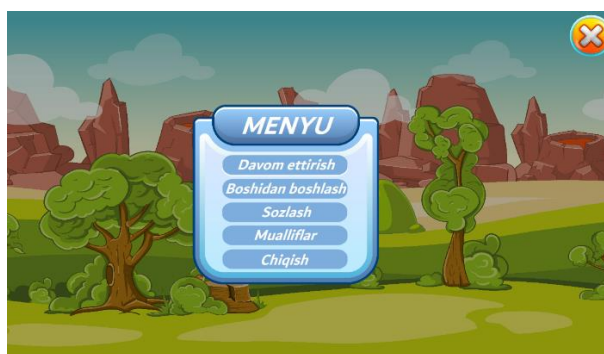 MENYU
Davom ettirish
Boshidan boshlash
Sozlash
Mualliflar
Chiqish